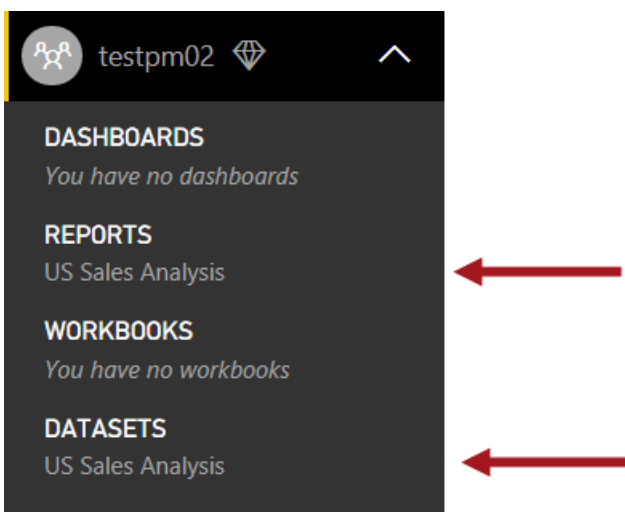 testpm02
DASHBOARDS
You have no dashboards
REPORTS
US Sales Analysis
WORKBOOKS
You have no workbooks
DATASETS
US Sales Analysis